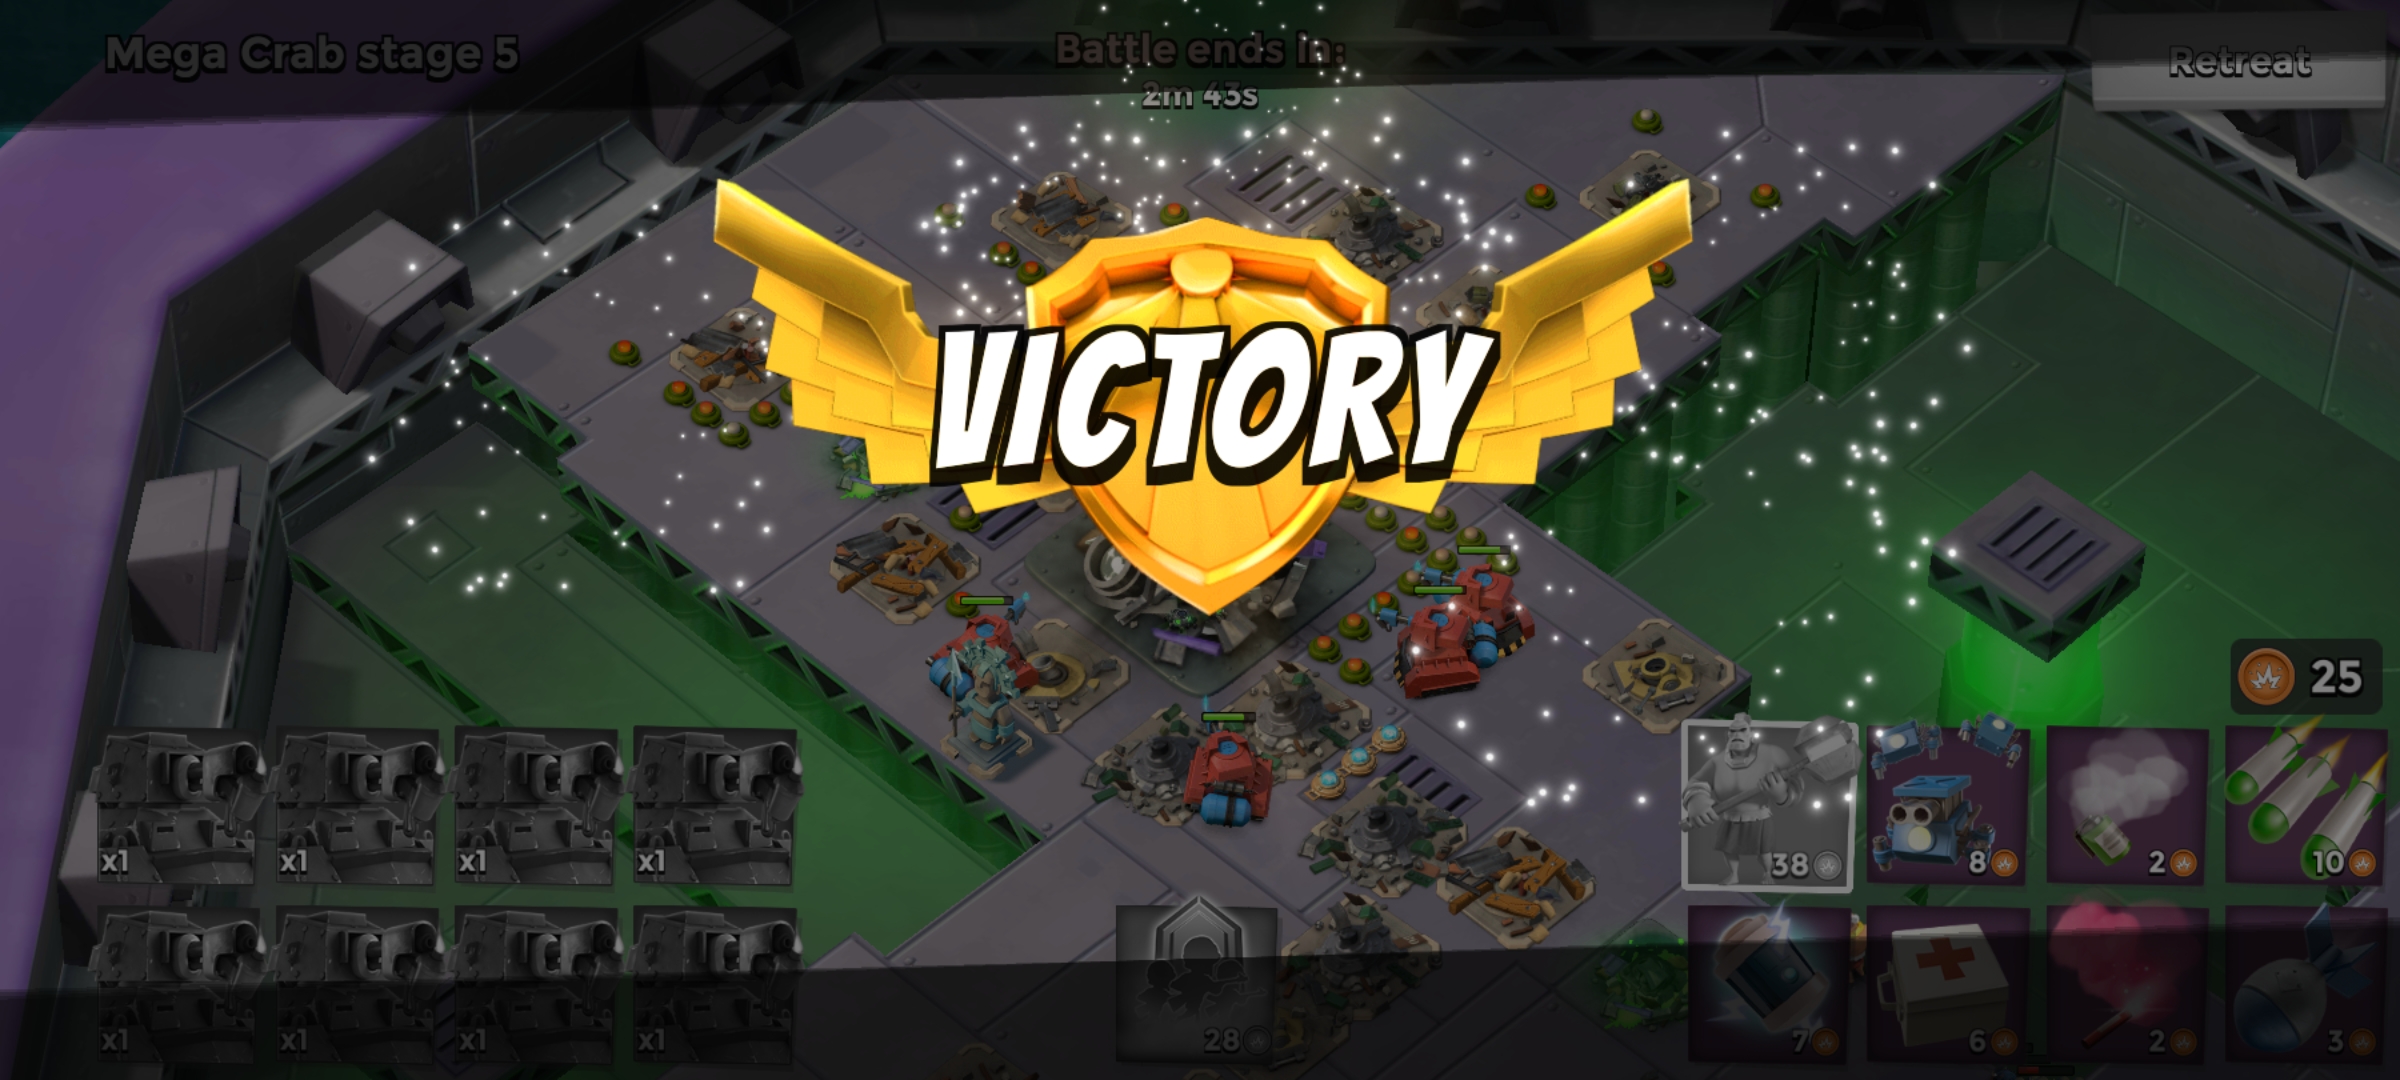 Mega Crab stage 5
Battle ends in:
2m 43s
Retreat
VICTORY
25
x1
x1
x1
x1
38
8
2
10
x1
x1
x1
x1
28
7
6
2
3